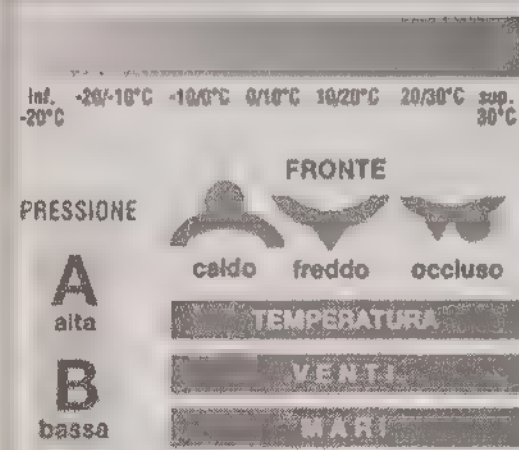 inf. -20/-10°C -10/0°C 0/10°C 10/20°C 20/30°C sup.
-20°C 30°C
FRONTE
PRESSIONE
caldo freddo occluso
A
alta
TEMPERATURA
VENTI
B
bassa
MARI